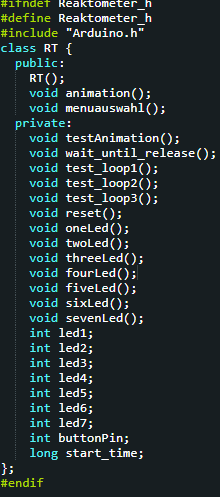 #ifndef Reaktometer_h
#define Reaktometer_h
#include "Arduino.h"
class RT {
  public:
    RT();
    void animation();
    void menuauswahl();
  private:
    void testAnimation();
    void wait_until_release();
    void test_loop1();
    void test_loop2();
    void test_loop3();
    void reset();
    void oneLed();
    void twoLed();
    void threeLed();
    void fourLed();
    void fiveLed();
    void sixLed();
    void sevenLed();
    int led1;
    int led2;
    int led3;
    int led4;
    int led5;
    int led6;
    int led7;
    int buttonPin;
    long start_time;
};
#endif